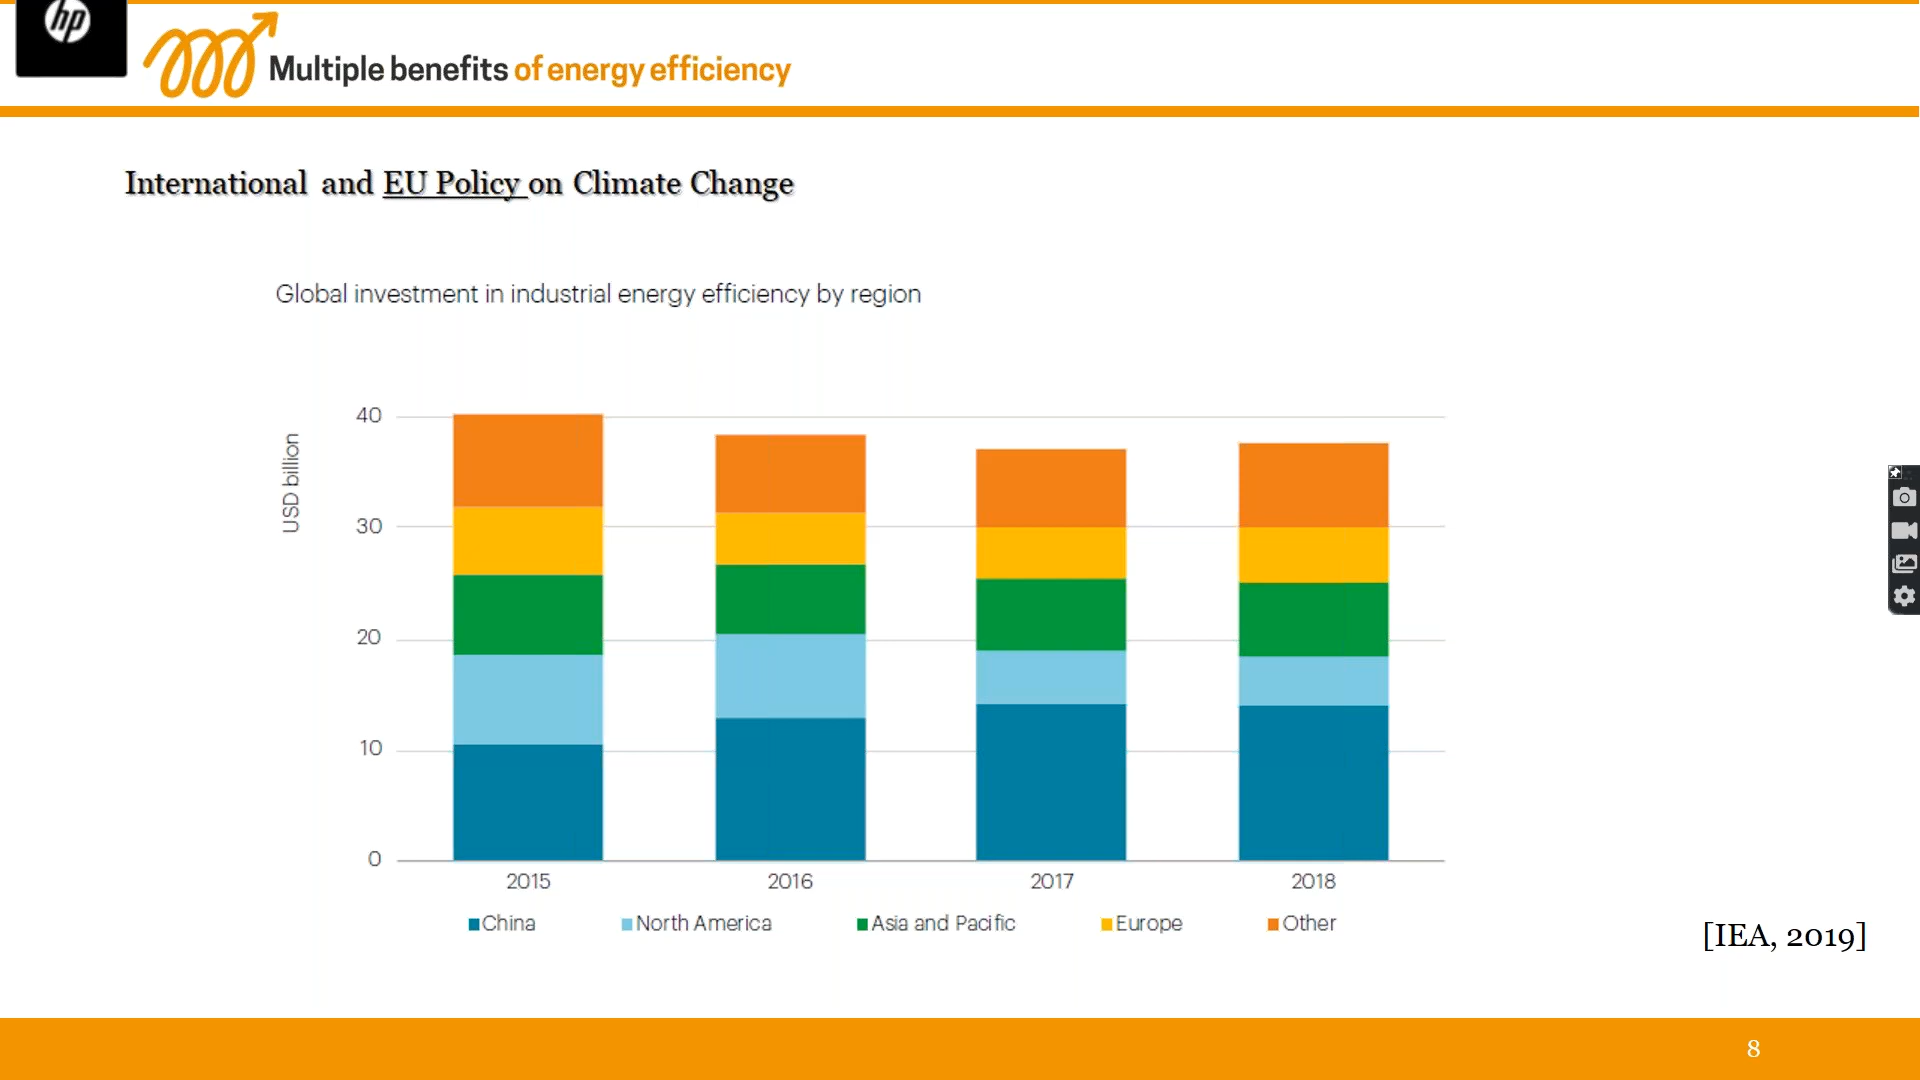 hp
Multiple benefits of energy efficiency
International and EU Policy on Climate Change
Global investment in industrial energy efficiency by region
USD billion
40
30
20
10
0
2015 2016 2017 2018
China North America Asia and Pacific Europe Other
[IEA, 2019]
8